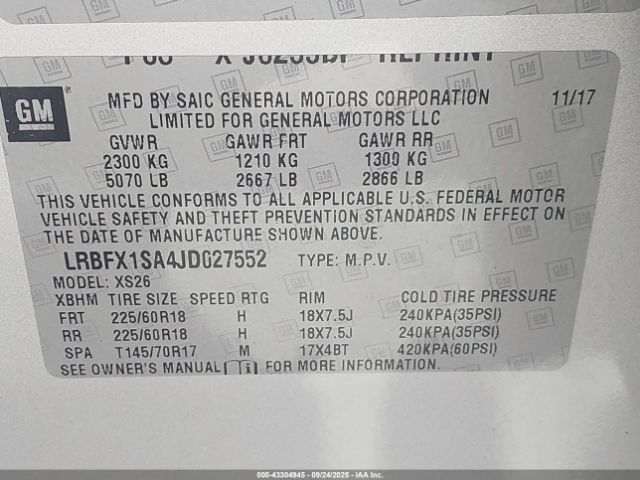 MFD BY SAIC GENERAL MOTORS CORPORATION 11/17
LIMITED FOR GENERAL MOTORS LLC
GM
GVWR GAWR FRT GAWR RR
2300 KG 1210 KG 1300 KG
5070 LB 2667 LB 2866 LB
THIS VEHICLE CONFORMS TO ALL APPLICABLE U.S. FEDERAL MOTOR
VEHICLE SAFETY AND THEFT PREVENTION STANDARDS IN EFFECT ON
THE DATE OF MANUFACTURE SHOWN ABOVE.
LRBFX1SA4JD027552 TYPE: M.P.V.
MODEL: XS26
XBHM TIRE SIZE SPEED RTG RIM COLD TIRE PRESSURE
FRT 225/60R18 H 18X7.5J 240KPA(35PSI)
RR 225/60R18 H 18X7.5J 240KPA(35PSI)
SPA T145/70R17 M 17X4BT 420KPA(60PSI)
SEE OWNER'S MANUAL FOR MORE INFORMATION.
000-43304945 - 09/24/2025 - IAA Inc.